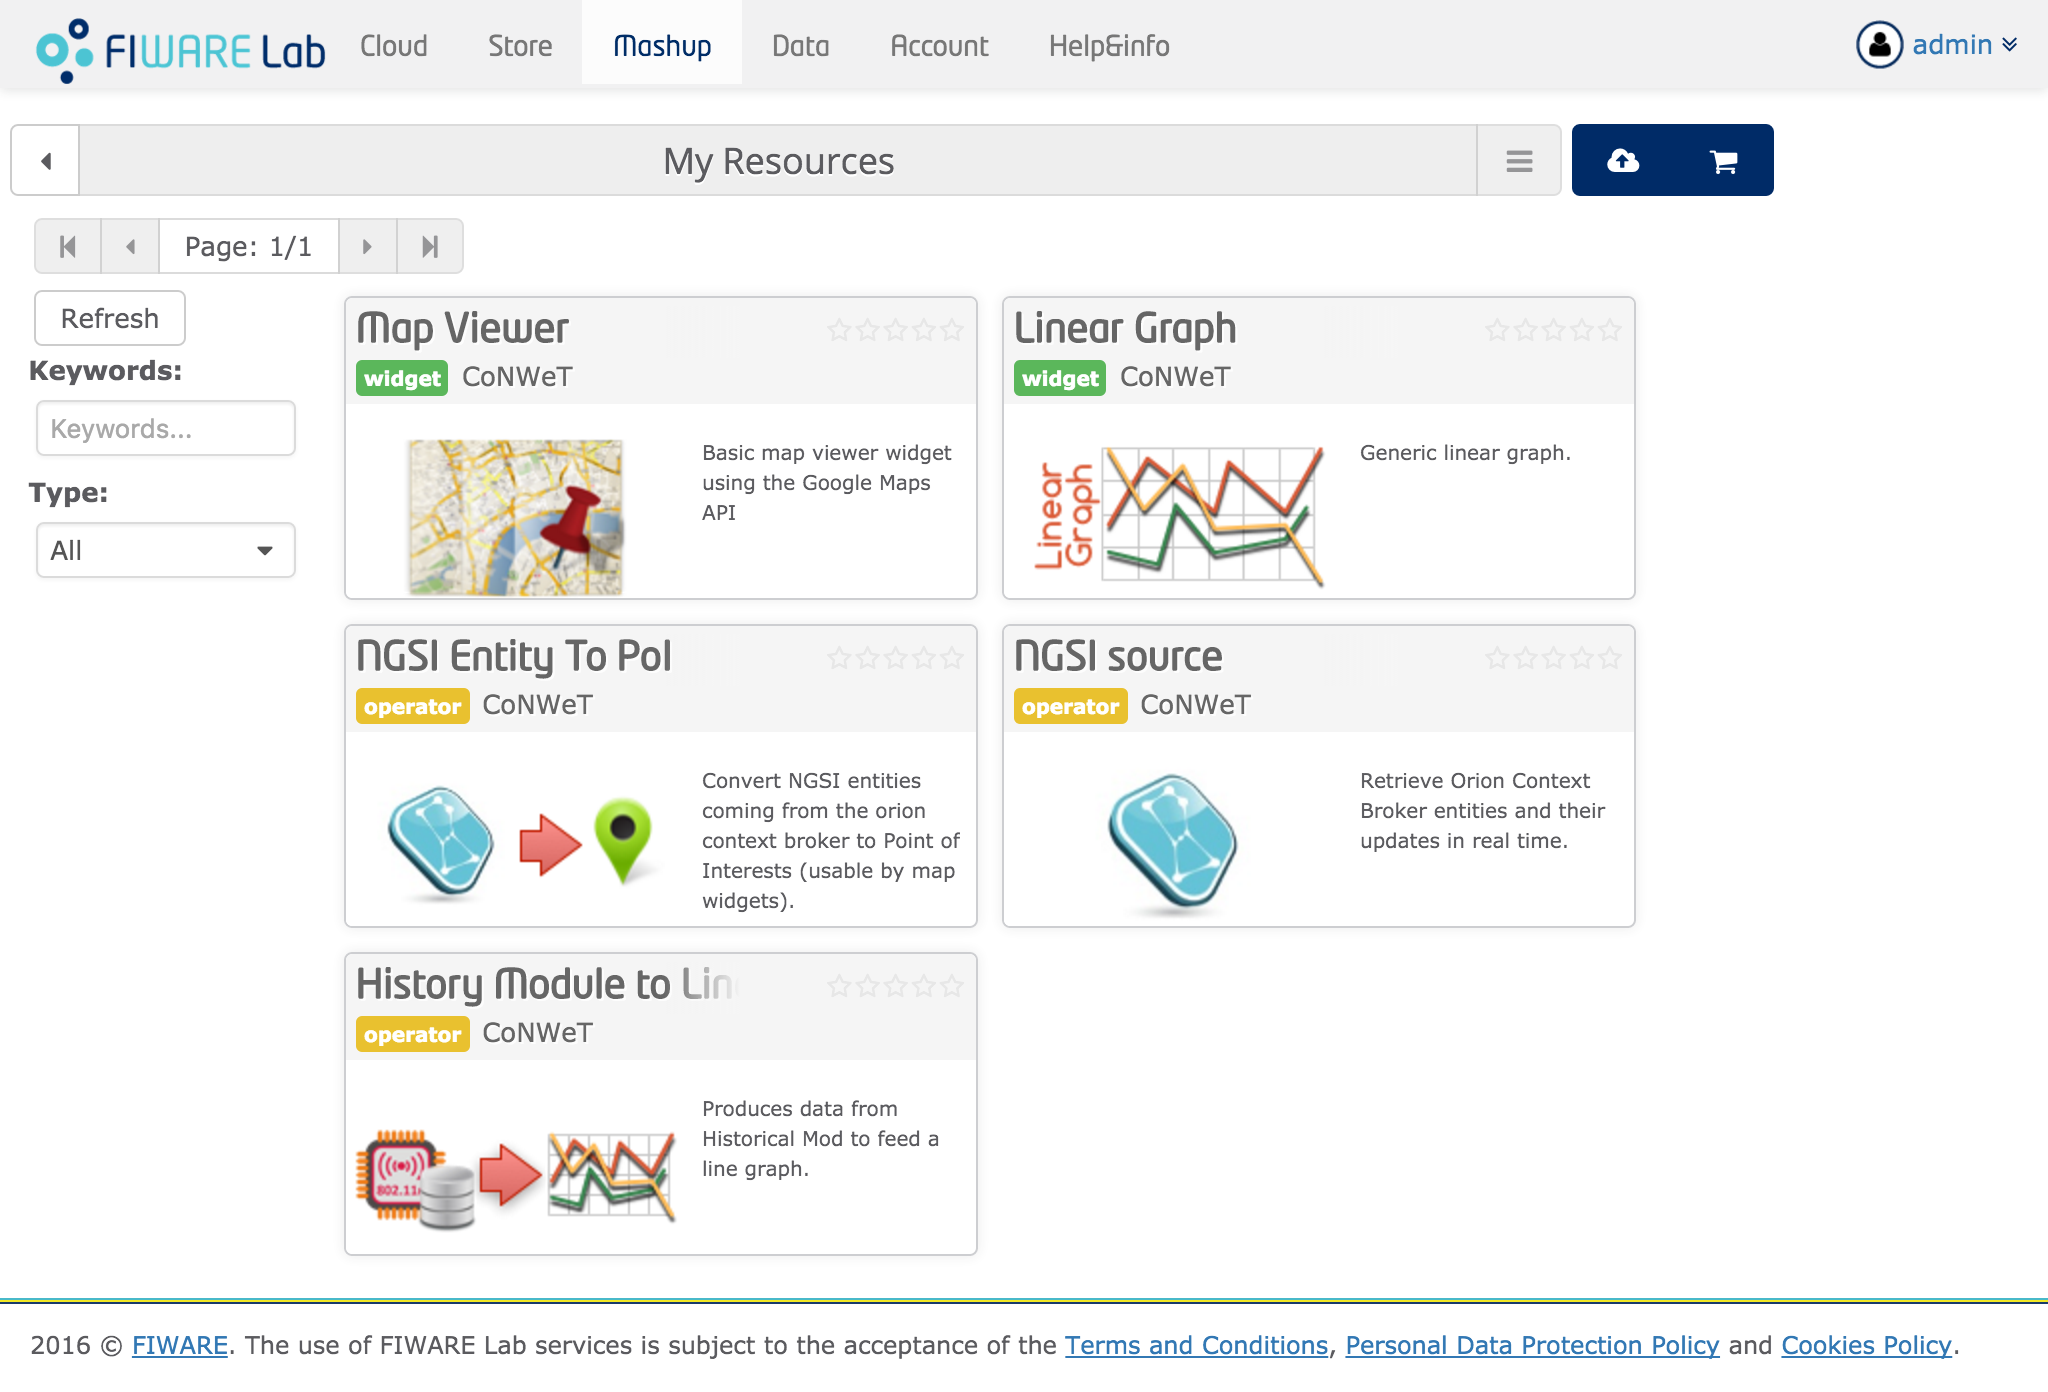 FIWARE Lab Cloud Store Mashup Data Account Help&info admin
My Resources
Page: 1/1
Refresh
Keywords:
Keywords...
Type:
All
Map Viewer
widget CoNWeT
Basic map viewer widget
using the Google Maps
API
Linear Graph
widget CoNWeT
Linear
Graph
Generic linear graph.
NGSI Entity To PoI
operator CoNWeT
Convert NGSI entities
coming from the orion
context broker to Point of
Interests (usable by map
widgets).
NGSI source
operator CoNWeT
Retrieve Orion Context
Broker entities and their
updates in real time.
History Module to Lin
operator CoNWeT
802.11
Produces data from
Historical Mod to feed a
line graph.
2016 © FIWARE. The use of FIWARE Lab services is subject to the acceptance of the Terms and Conditions, Personal Data Protection Policy and Cookies Policy.